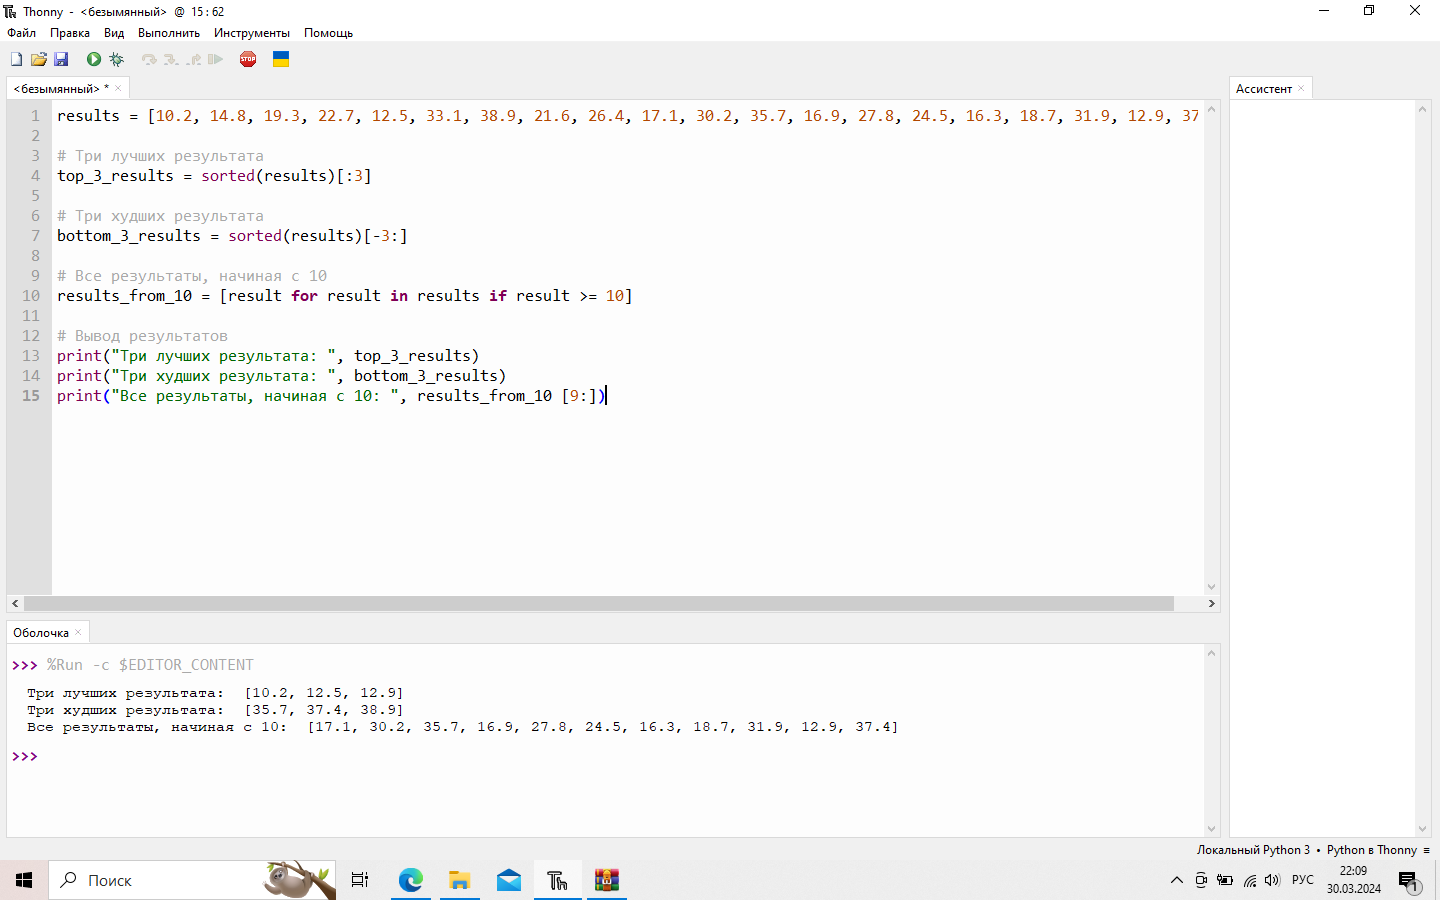 Thonny - <безымянный> @ 15:62
Файл Правка Вид Выполнить Инструменты Помощь
STOP
<безымянный> *
Ассистент
1 results = [10.2, 14.8, 19.3, 22.7, 12.5, 33.1, 38.9, 21.6, 26.4, 17.1, 30.2, 35.7, 16.9, 27.8, 24.5, 16.3, 18.7, 31.9, 12.9, 37
2
3 # Три лучших результата
4 top_3_results = sorted(results)[:3]
5
6 # Три худших результата
7 bottom_3_results = sorted(results)[-3:]
8
9 # Все результаты, начиная с 10
10 results_from_10 = [result for result in results if result >= 10]
11
12 # Вывод результатов
13 print("Три лучших результата: ", top_3_results)
14 print("Три худших результата: ", bottom_3_results)
15 print("Все результаты, начиная с 10: ", results_from_10 [9:])
Оболочка
>>> %Run -c $EDITOR_CONTENT
Три лучших результата:  [10.2, 12.5, 12.9]
Три худших результата:  [35.7, 37.4, 38.9]
Все результаты, начиная с 10:  [17.1, 30.2, 35.7, 16.9, 27.8, 24.5, 16.3, 18.7, 31.9, 12.9, 37.4]
>>>
Локальный Python 3 • Python в Thonny ≡
Поиск
РУС
22:09
30.03.2024
1